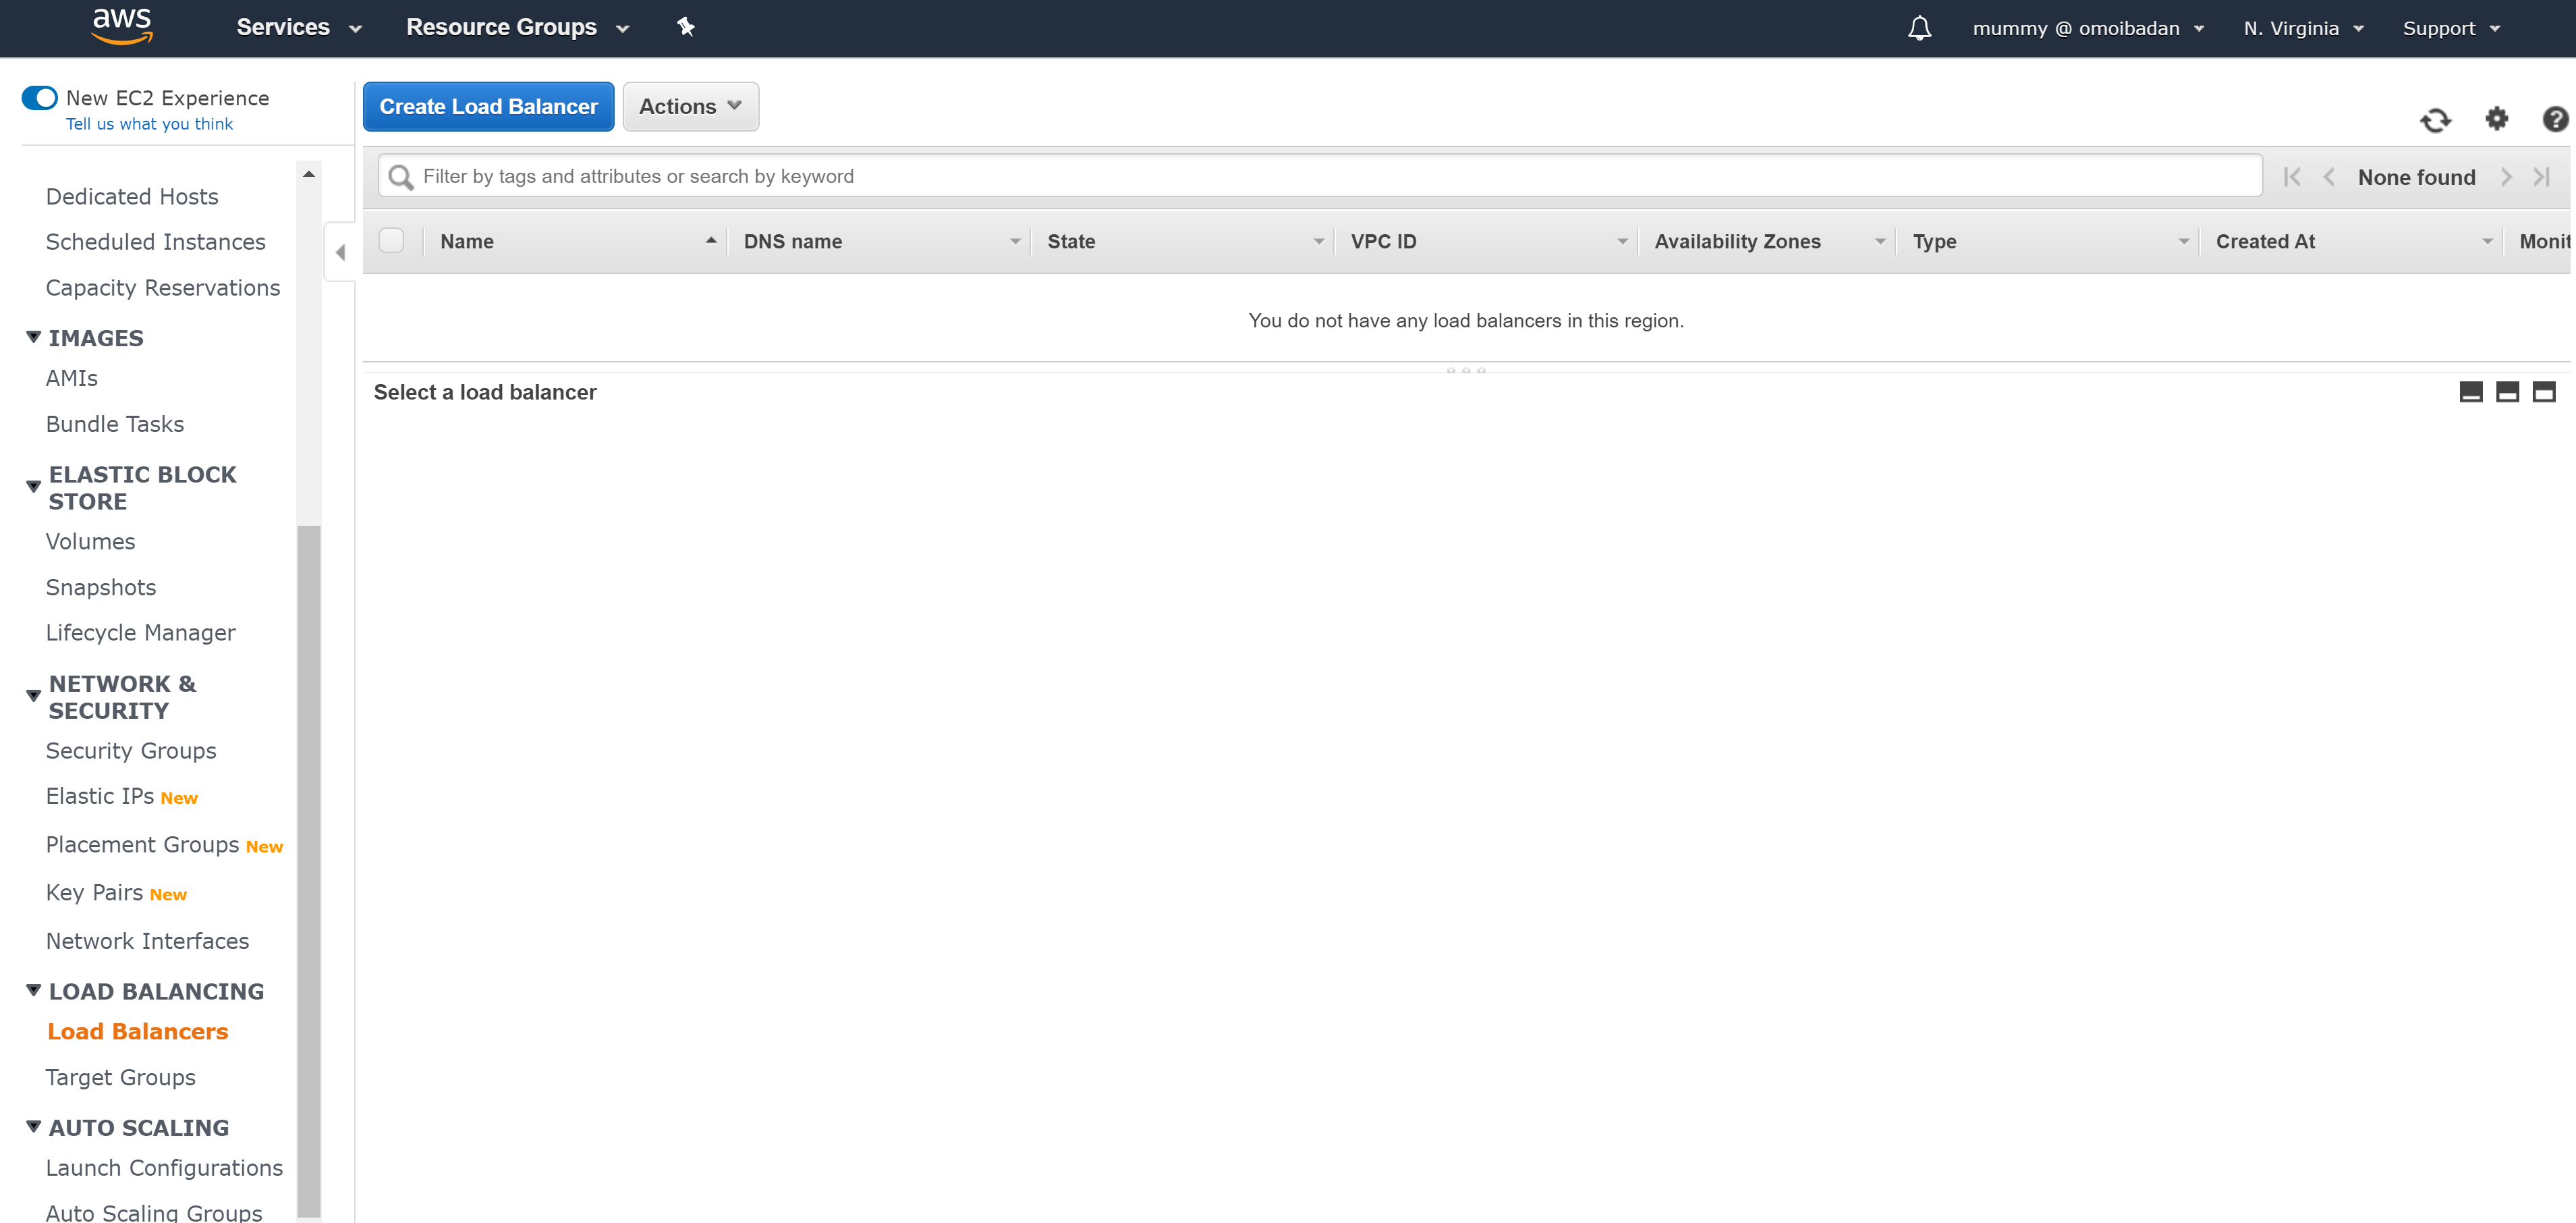 aws
Services
Resource Groups
mummy @ omoibadan
N. Virginia
Support
New EC2 Experience
Tell us what you think
Dedicated Hosts
Scheduled Instances
Capacity Reservations
IMAGES
AMIs
Bundle Tasks
ELASTIC BLOCK
STORE
Volumes
Snapshots
Lifecycle Manager
NETWORK &
SECURITY
Security Groups
Elastic IPs New
Placement Groups New
Key Pairs New
Network Interfaces
LOAD BALANCING
Load Balancers
Target Groups
AUTO SCALING
Launch Configurations
Auto Scaling Groups
Create Load Balancer
Actions
Filter by tags and attributes or search by keyword
None found
Name
DNS name
State
VPC ID
Availability Zones
Type
Created At
Monit
You do not have any load balancers in this region.
Select a load balancer